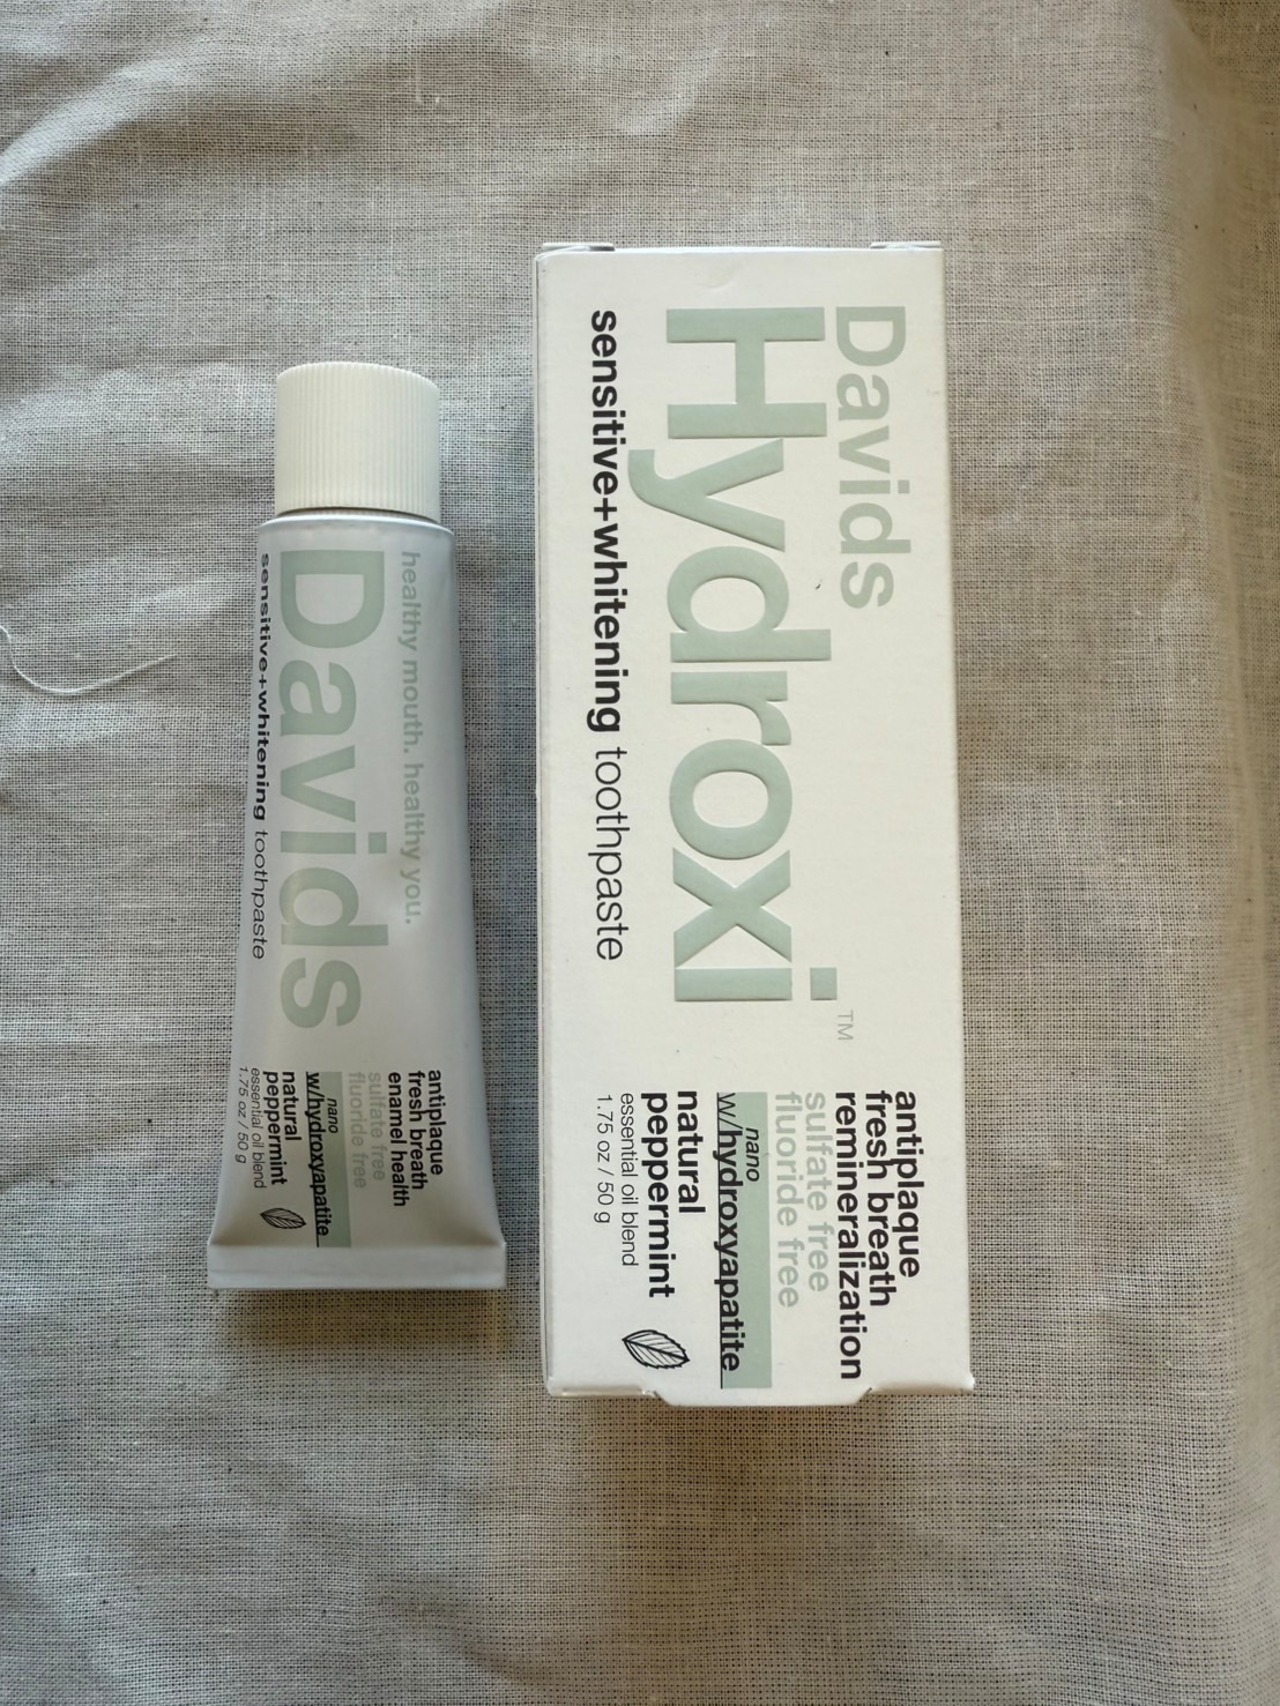 healthy mouth. healthy you.
Davids
sensitive+whitening toothpaste
antiplaque
fresh breath
enamel health
sulfate free
fluoride free
nano
w/hydroxyapatite
natural
peppermint
essential oil blend
1.75 oz / 50 g
Davids
Hydroxi™
sensitive+whitening toothpaste
antiplaque
fresh breath
remineralization
sulfate free
fluoride free
nano
w/hydroxyapatite
natural
peppermint
essential oil blend
1.75 oz / 50 g